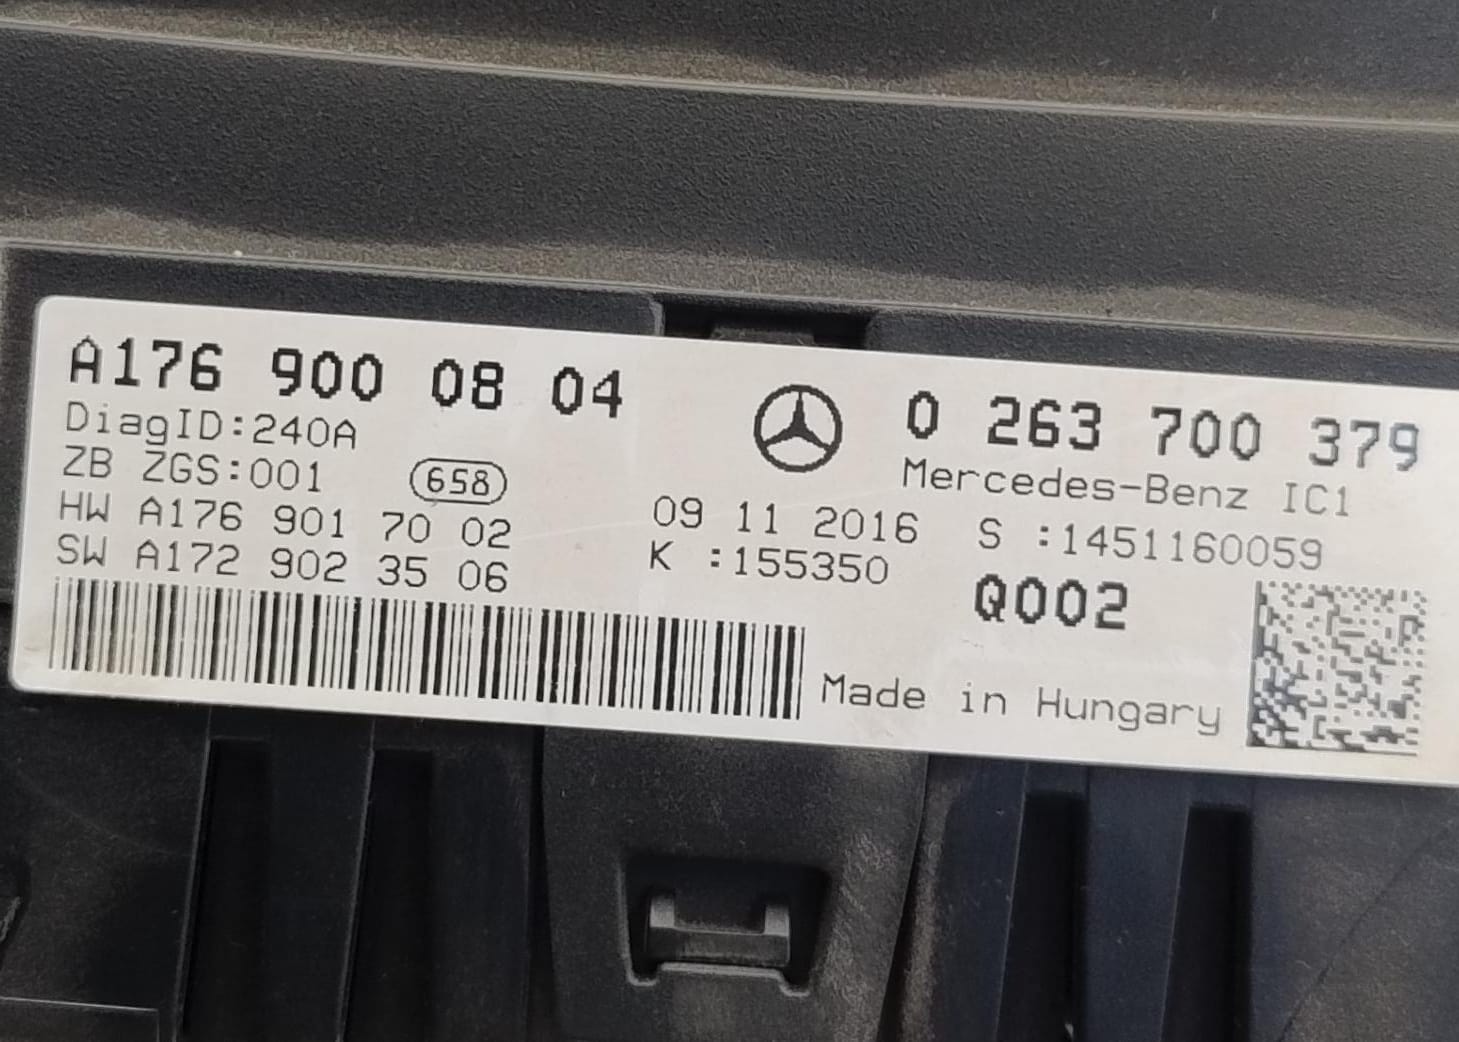 A176 900 08 04
DiagID:240A
ZB ZGS:001 658
HW A176 901 70 02
SW A172 902 35 06
0 263 700 379
Mercedes-Benz IC1
09 11 2016 S :1451160059
K :155350
Q002
Made in Hungary